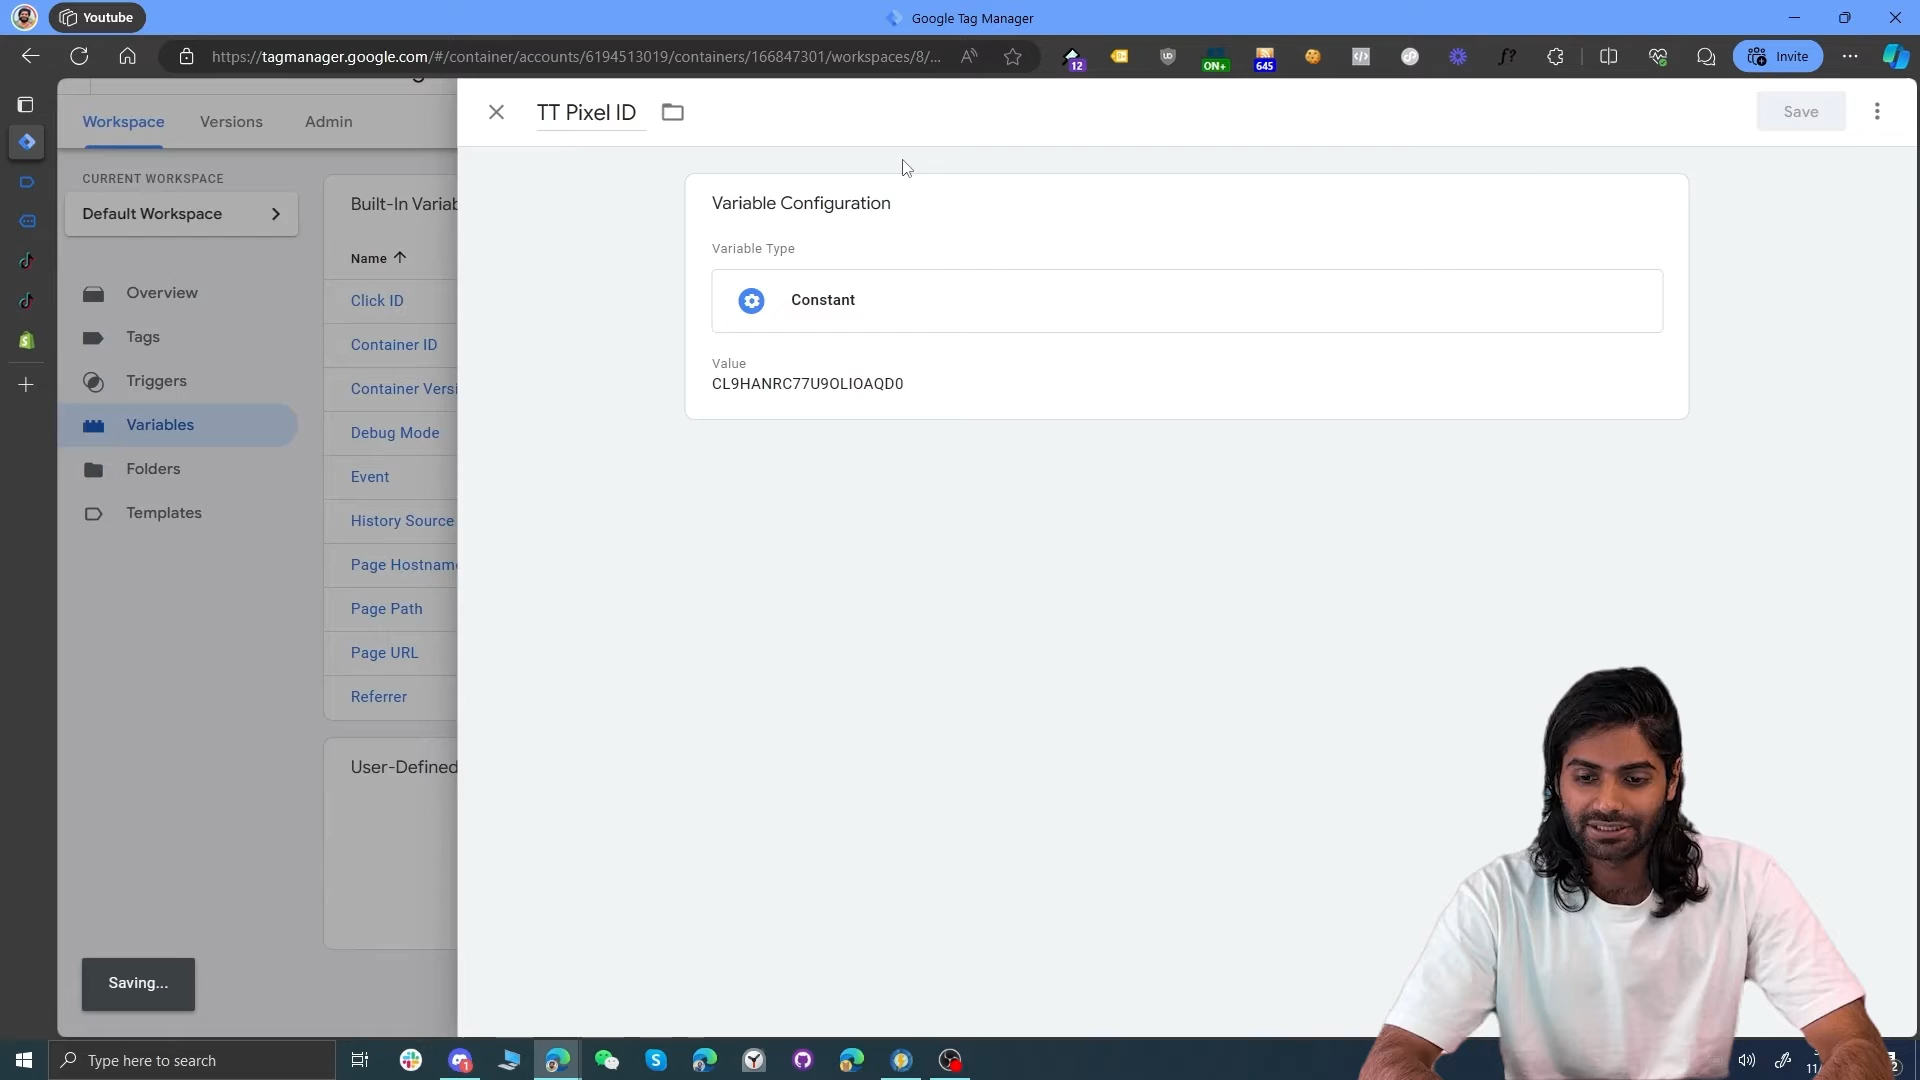 Youtube
Google Tag Manager
https://tagmanager.google.com/#/container/accounts/6194513019/containers/166847301/workspaces/8/...
12
ON+
645
Invite
Workspace
Versions
Admin
TT Pixel ID
Save
CURRENT WORKSPACE
Default Workspace
Overview
Tags
Triggers
Variables
Folders
Templates
Built-In Variab
Name
Click ID
Container ID
Container Versi
Debug Mode
Event
History Source
Page Hostname
Page Path
Page URL
Referrer
User-Defined
Variable Configuration
Variable Type
Constant
Value
CL9HANRC77U9OLIOAQD0
Saving...
Type here to search